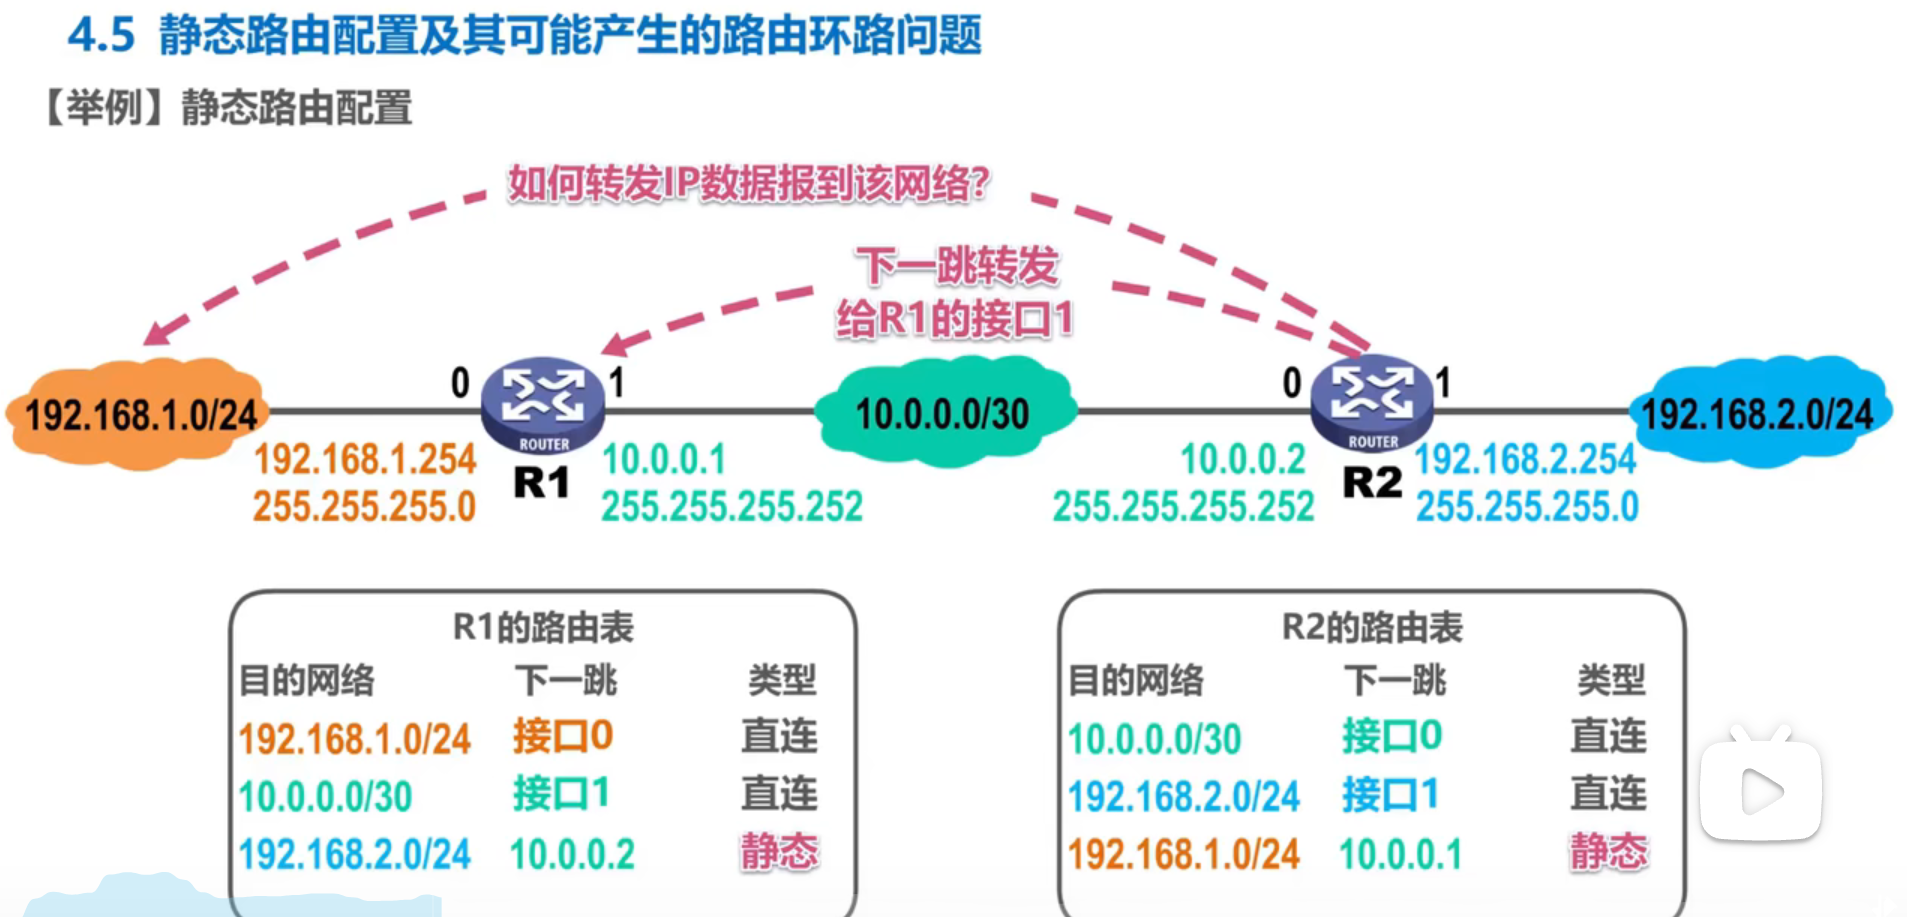 4.5 静态路由配置及其可能产生的路由环路问题
【举例】静态路由配置
如何转发IP数据报到该网络？
下一跳转发
给R1的接口1
0
1
0
1
192.168.1.0/24
ROUTER
10.0.0.0/30
ROUTER
192.168.2.0/24
192.168.1.254
R1
10.0.0.1
10.0.0.2
R2
192.168.2.254
255.255.255.0
255.255.255.252
255.255.255.252
255.255.255.0
R1的路由表
目的网络 下一跳 类型
192.168.1.0/24 接口0 直连
10.0.0.0/30 接口1 直连
192.168.2.0/24 10.0.0.2 静态
R2的路由表
目的网络 下一跳 类型
10.0.0.0/30 接口0 直连
192.168.2.0/24 接口1 直连
192.168.1.0/24 10.0.0.1 静态